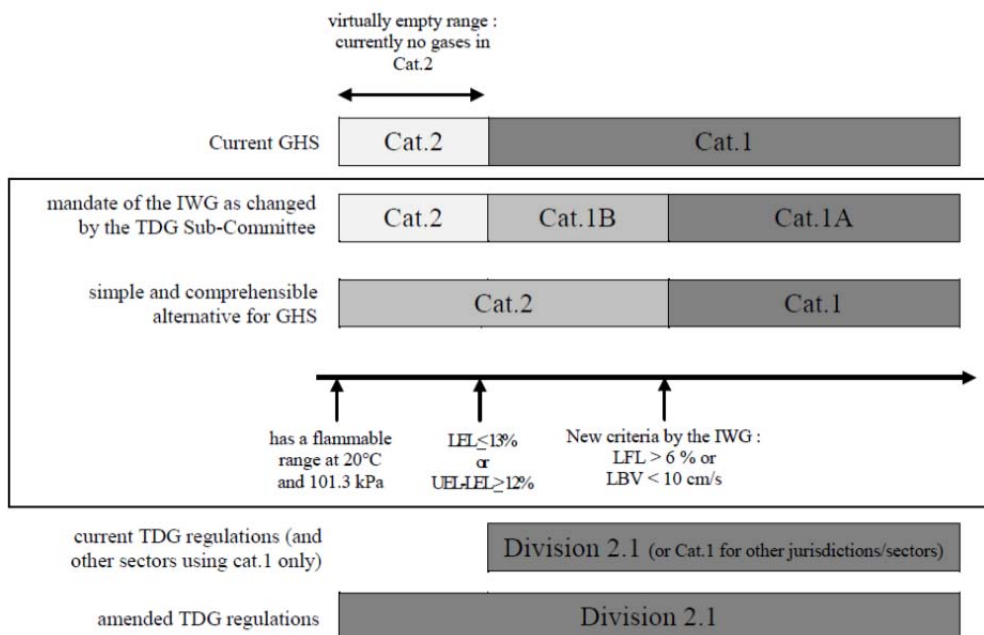 virtually empty range :
currently no gases in
Cat.2
Current GHS
Cat.2
Cat.1
mandate of the IWG as changed
by the TDG Sub-Committee
Cat.2
Cat.1B
Cat.1A
simple and comprehensible
alternative for GHS
Cat.2
Cat.1
has a flammable
range at 20°C
and 101.3 kPa
LEL≤13%
or
UEL-LEL≥12%
New criteria by the IWG :
LFL > 6 % or
LBV < 10 cm/s
current TDG regulations (and
other sectors using cat.1 only)
Division 2.1 (or Cat.1 for other jurisdictions/sectors)
amended TDG regulations
Division 2.1